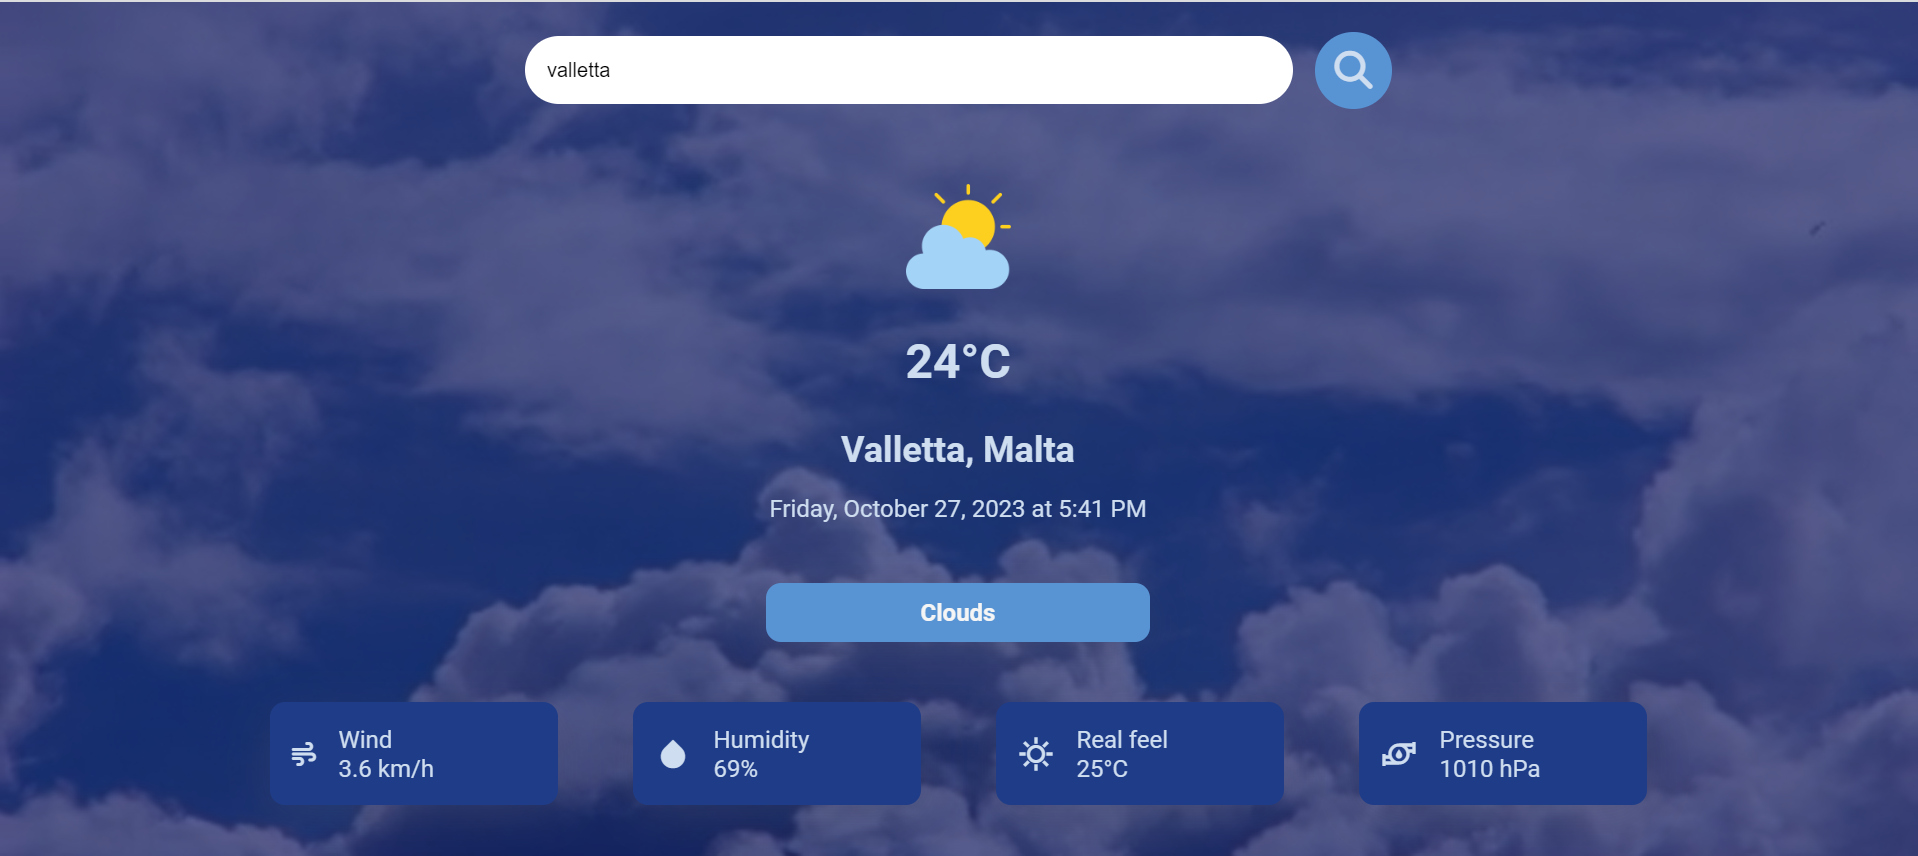 valletta
24°C
Valletta, Malta
Friday, October 27, 2023 at 5:41 PM
Clouds
Wind
3.6 km/h
Humidity
69%
Real feel
25°C
Pressure
1010 hPa